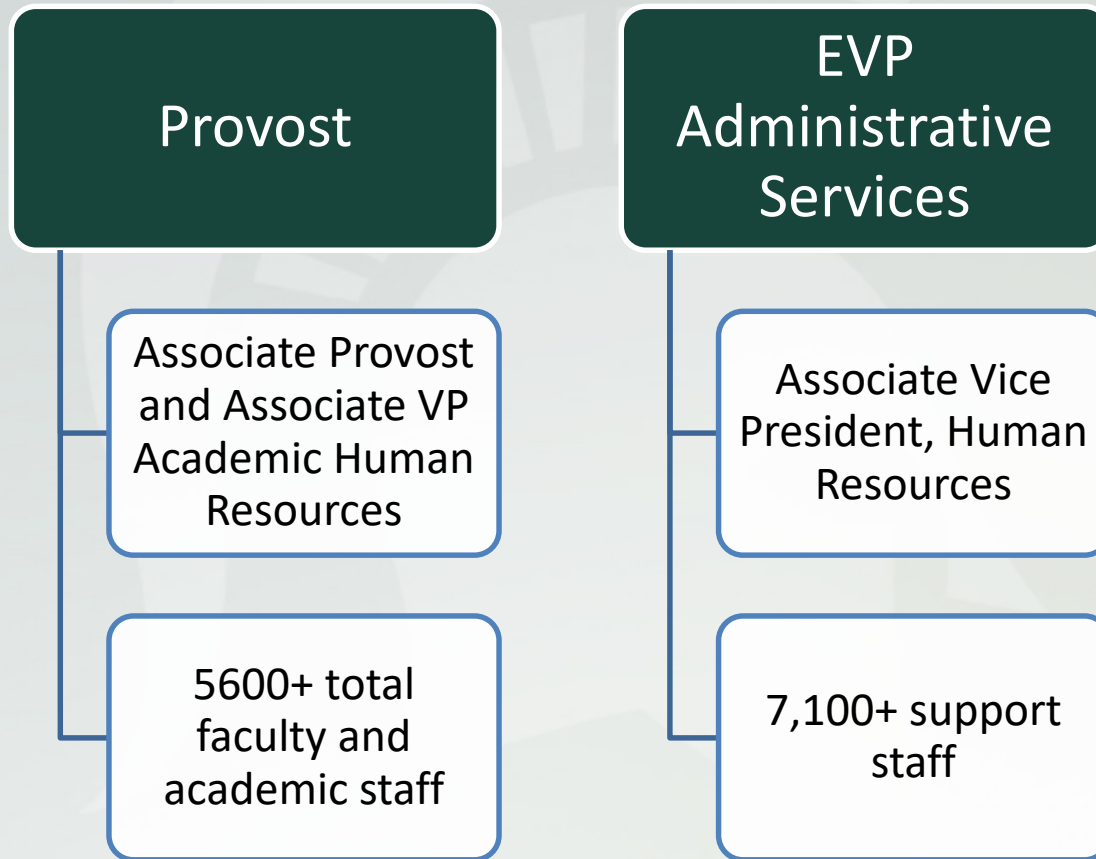 Provost
Associate Provost
and Associate VP
Academic Human
Resources
5600+ total
faculty and
academic staff
EVP
Administrative
Services
Associate Vice
President, Human
Resources
7,100+ support
staff